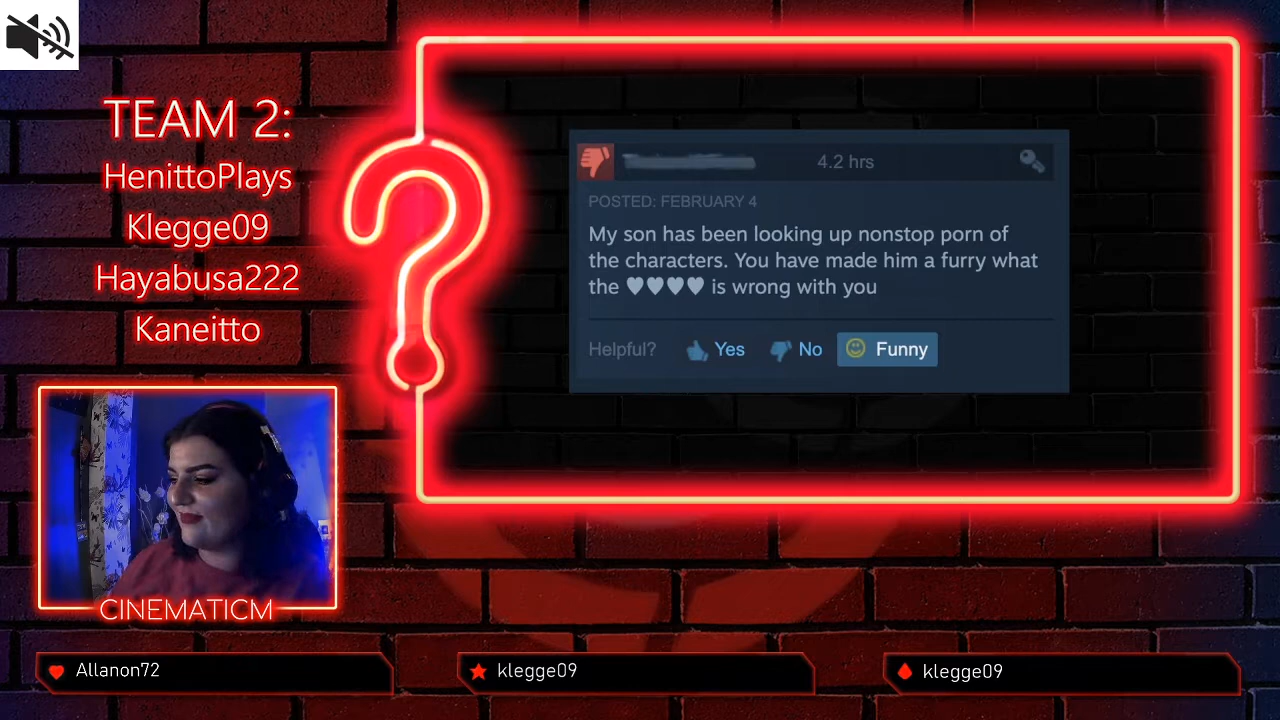 TEAM 2:
HenittoPlays
Klegge09
Hayabusa222
Kaneitto
4.2 hrs
POSTED: FEBRUARY 4
My son has been looking up nonstop porn of
the characters. You have made him a furry what
the ♥♥♥♥ is wrong with you
Helpful? Yes No Funny
CINEMATICM
Allanon72
klegge09
klegge09